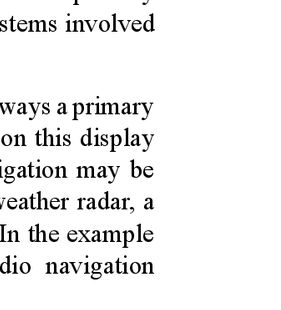 stems involved
ways a primary
on this display
igation may be
weather radar, a
In the example
dio navigation